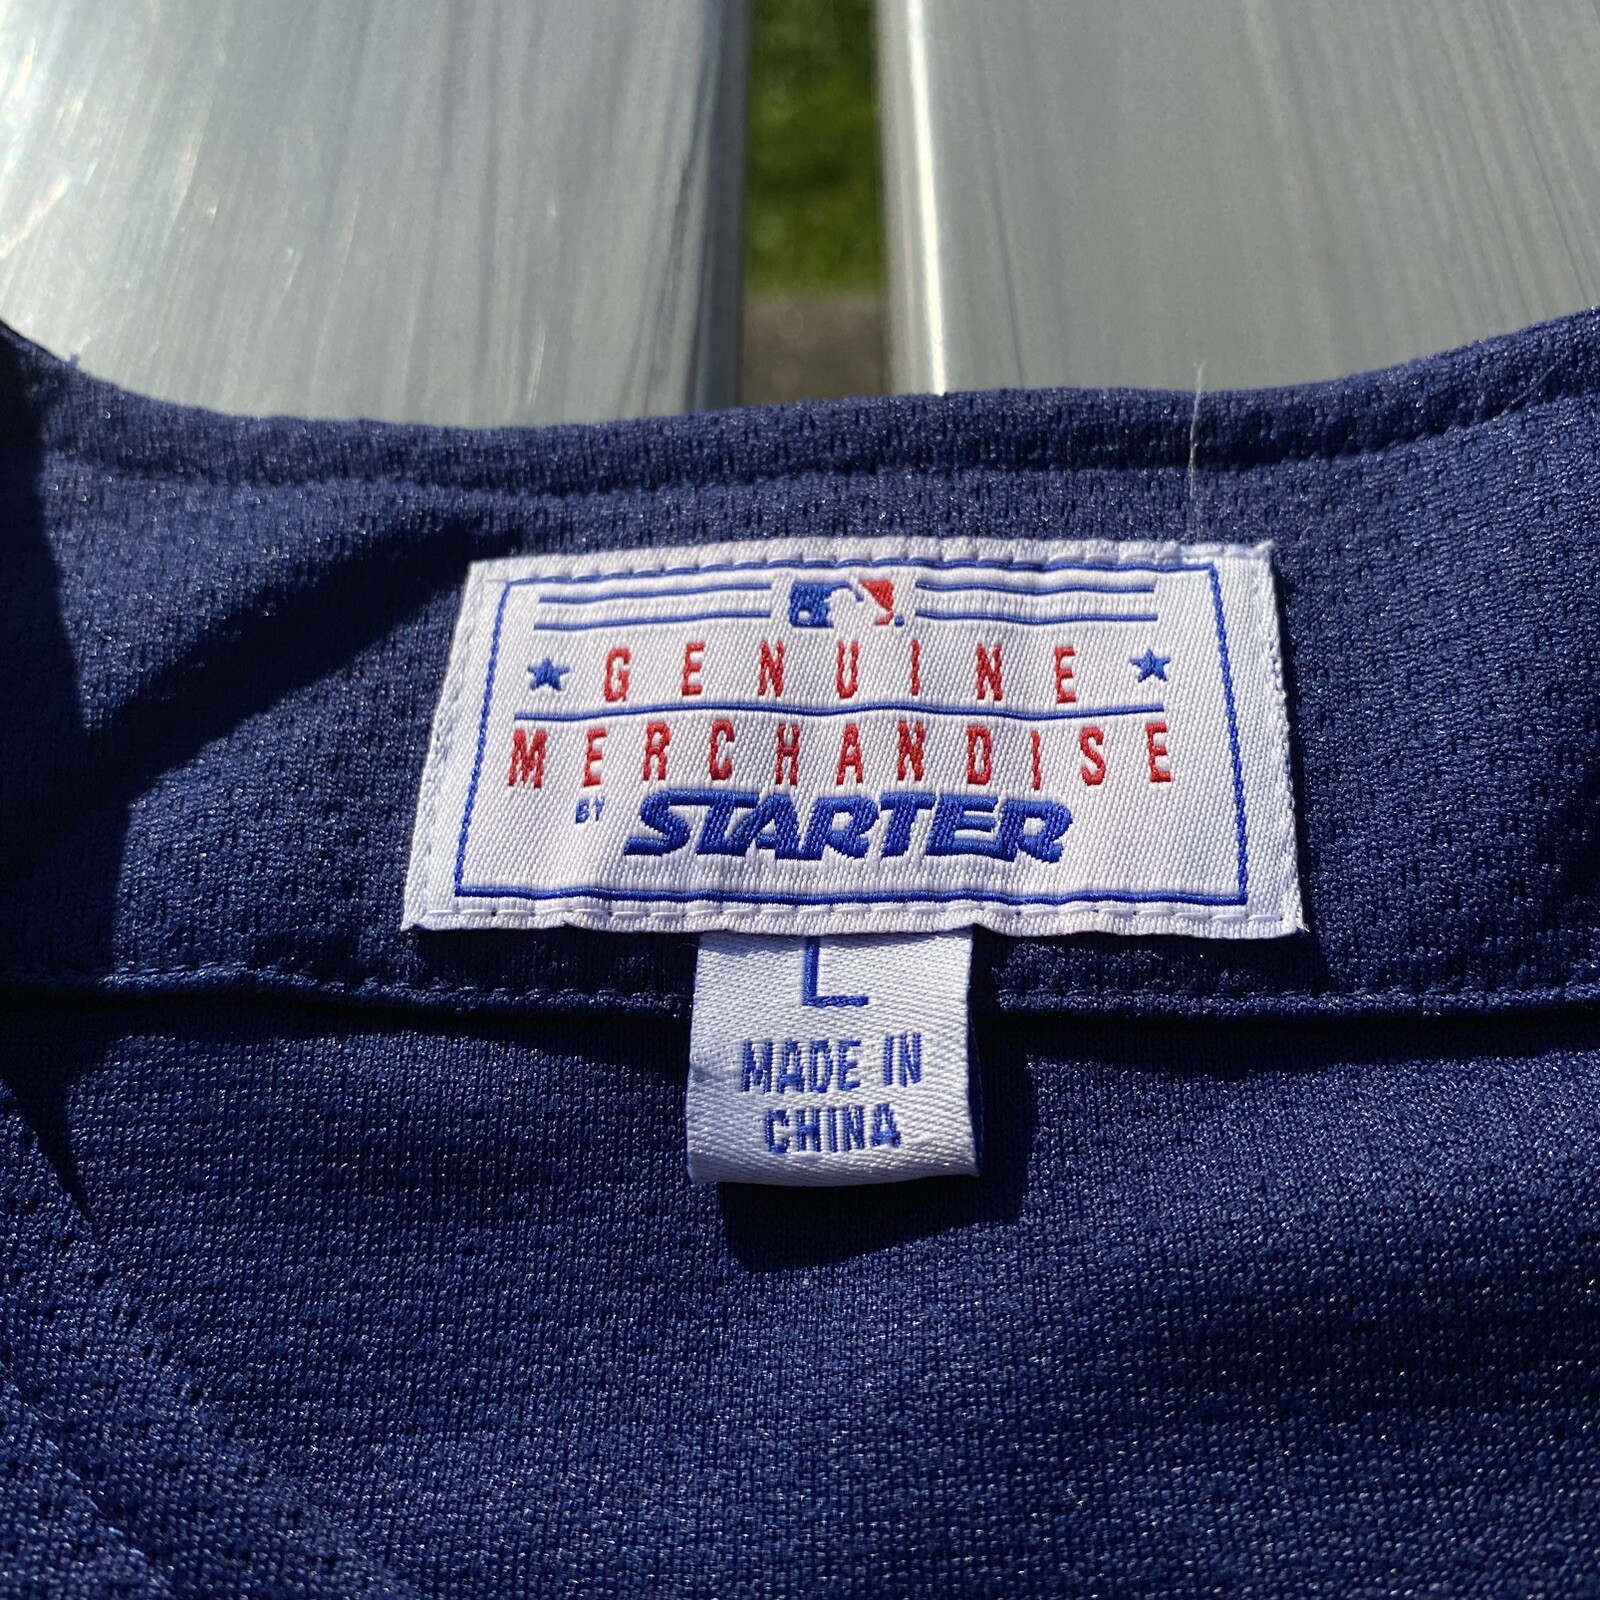 GENUINE
MERCHANDISE
BY STARTER
L
MADE IN
CHINA